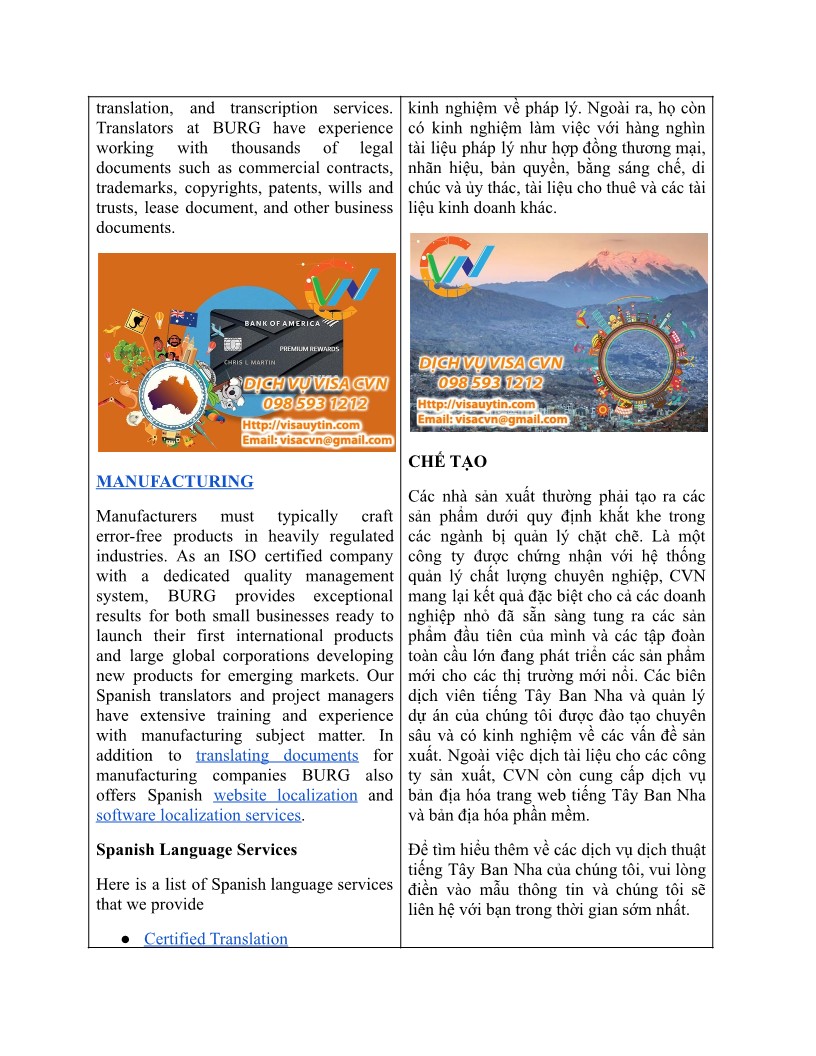 translation, and transcription services.
Translators at BURG have experience
working with thousands of legal
documents such as commercial contracts,
trademarks, copyrights, patents, wills and
trusts, lease document, and other business
documents.
BANK OF AMERICA
PREMIUM REWARDS
CHRIS L MARTIN
DỊCH VỤ VISA CVN
098 593 1212
Http://visauytin.com
Email: visacvn@gmail.com
MANUFACTURING
Manufacturers must typically craft
error-free products in heavily regulated
industries. As an ISO certified company
with a dedicated quality management
system, BURG provides exceptional
results for both small businesses ready to
launch their first international products
and large global corporations developing
new products for emerging markets. Our
Spanish translators and project managers
have extensive training and experience
with manufacturing subject matter. In
addition to translating documents for
manufacturing companies BURG also
offers Spanish website localization and
software localization services.
Spanish Language Services
Here is a list of Spanish language services
that we provide
● Certified Translation
kinh nghiệm về pháp lý. Ngoài ra, họ còn
có kinh nghiệm làm việc với hàng nghìn
tài liệu pháp lý như hợp đồng thương mại,
nhãn hiệu, bản quyền, bằng sáng chế, di
chúc và ủy thác, tài liệu cho thuê và các tài
liệu kinh doanh khác.
DỊCH VỤ VISA CVN
098 593 1212
Http://visauytin.com
Email: visacvn@gmail.com
CHẾ TẠO
Các nhà sản xuất thường phải tạo ra các
sản phẩm dưới quy định khắt khe trong
các ngành bị quản lý chặt chẽ. Là một
công ty được chứng nhận với hệ thống
quản lý chất lượng chuyên nghiệp, CVN
mang lại kết quả đặc biệt cho cả các doanh
nghiệp nhỏ đã sẵn sàng tung ra các sản
phẩm đầu tiên của mình và các tập đoàn
toàn cầu lớn đang phát triển các sản phẩm
mới cho các thị trường mới nổi. Các biên
dịch viên tiếng Tây Ban Nha và quản lý
dự án của chúng tôi được đào tạo chuyên
sâu và có kinh nghiệm về các vấn đề sản
xuất. Ngoài việc dịch tài liệu cho các công
ty sản xuất, CVN còn cung cấp dịch vụ
bản địa hóa trang web tiếng Tây Ban Nha
và bản địa hóa phần mềm.
Để tìm hiểu thêm về các dịch vụ dịch thuật
tiếng Tây Ban Nha của chúng tôi, vui lòng
điền vào mẫu thông tin và chúng tôi sẽ
liên hệ với bạn trong thời gian sớm nhất.